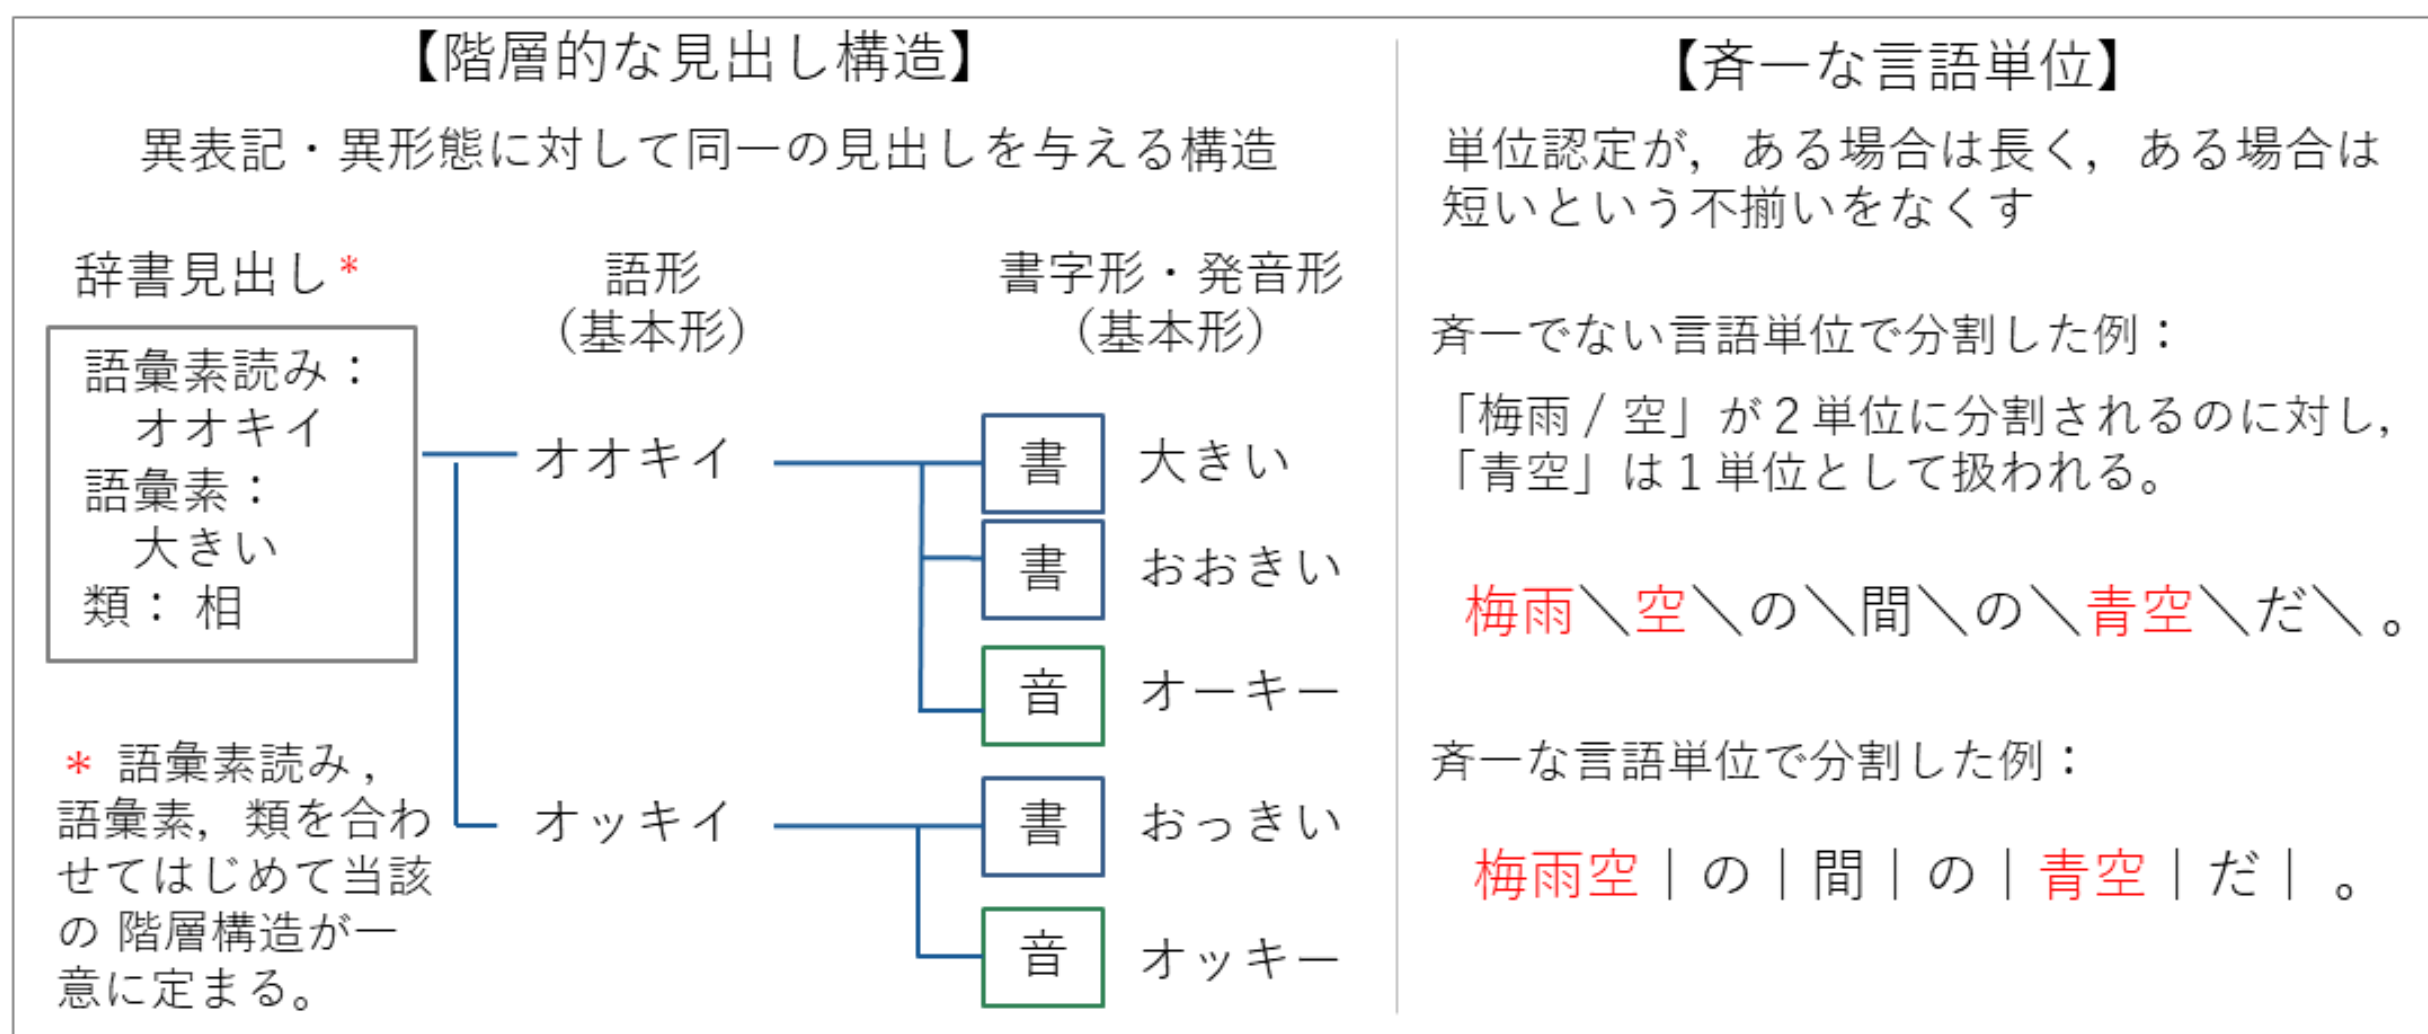 【階層的な見出し構造】
異表記・異形態に対して同一の見出しを与える構造
辞書見出し*
語形
（基本形）
書字形・発音形
（基本形）
語彙素読み：
オオキイ
語彙素：
大きい
類： 相
オオキイ
書 大きい
書 おおきい
音 オーキー
オッキイ
書 おっきい
音 オッキー
* 語彙素読み，
語彙素，類を合わ
せてはじめて当該
の 階層構造が一
意に定まる。
【斉一な言語単位】
単位認定が，ある場合は長く，ある場合は
短いという不揃いをなくす
斉一でない言語単位で分割した例：
「梅雨 / 空」が２単位に分割されるのに対し，
「青空」は１単位として扱われる。
梅雨＼空＼の＼間＼の＼青空＼だ＼。
斉一な言語単位で分割した例：
梅雨空｜の｜間｜の｜青空｜だ｜。